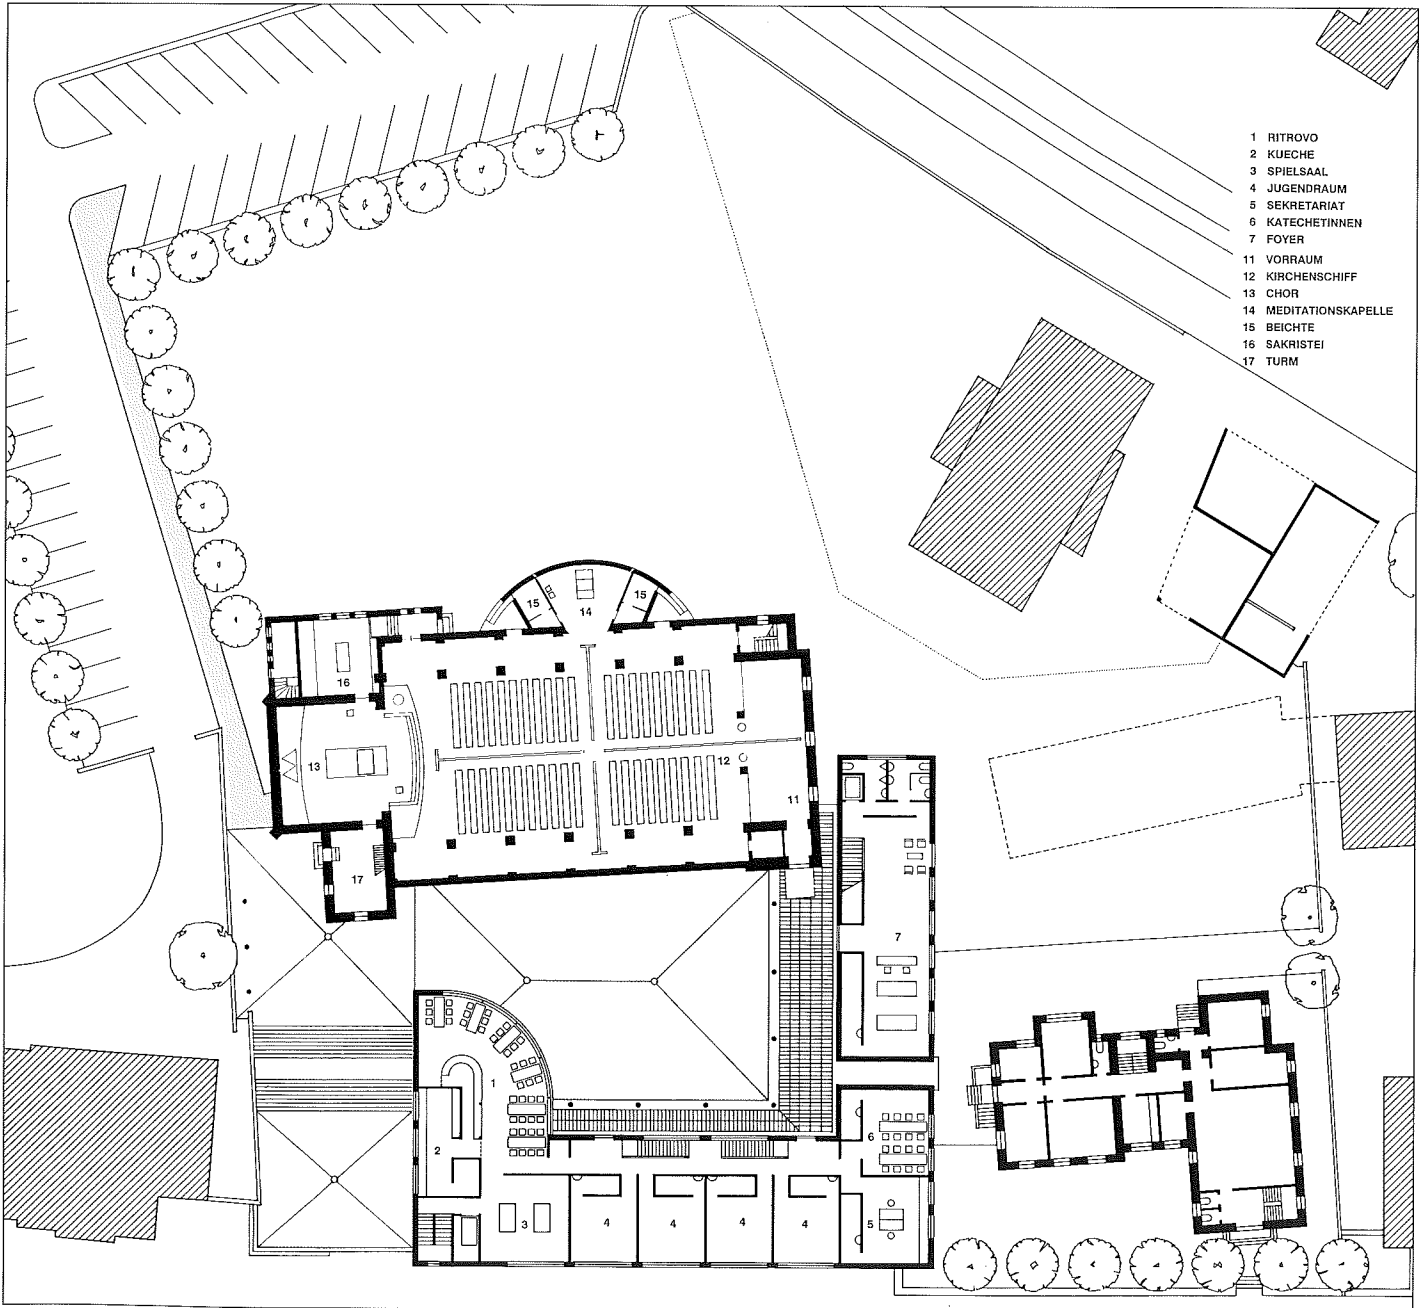 1 RITROVO
2 KUECHE
3 SPIELSAAL
4 JUGENDRAUM
5 SEKRETARIAT
6 KATECHETINNEN
7 FOYER
11 VORRAUM
12 KIRCHENSCHIFF
13 CHOR
14 MEDITATIONSKAPELLE
15 BEICHTE
16 SAKRISTEI
17 TURM
15
14
15
16
13
12
11
17
7
1
2
6
3
4
4
4
4
5